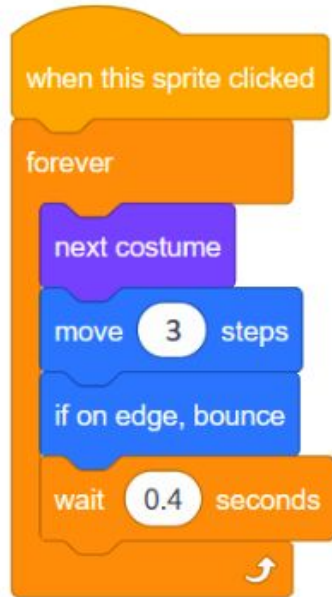 when this sprite clicked
forever
next costume
move 3 steps
if on edge, bounce
wait 0.4 seconds